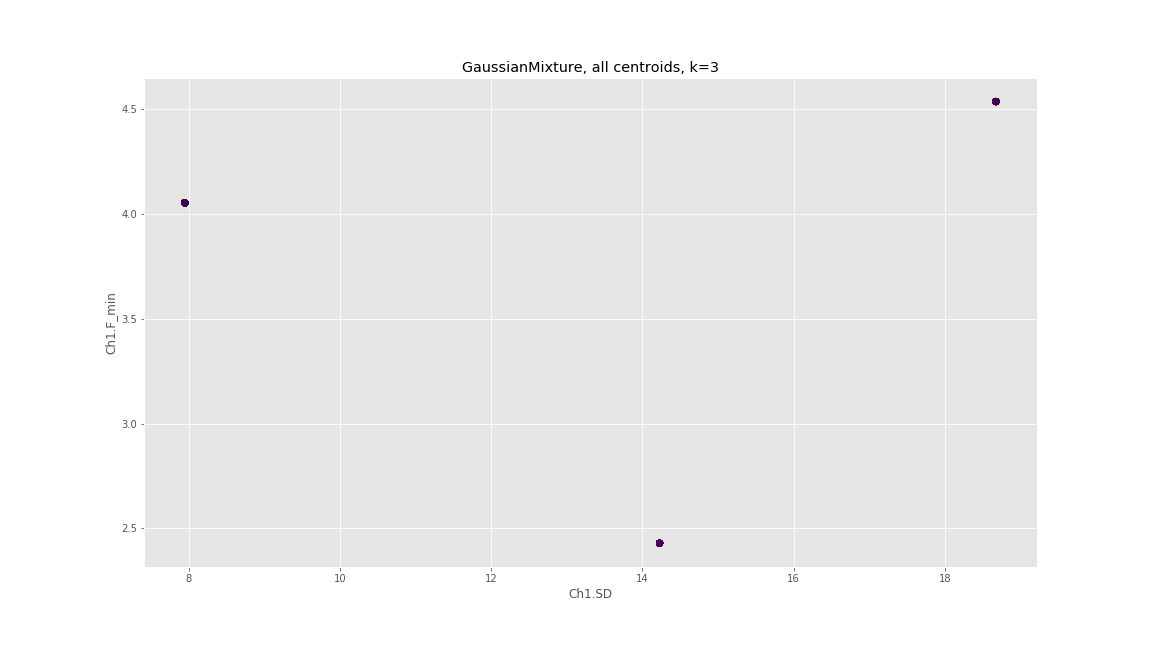 GaussianMixture, all centroids, k=3
4.5
4.0
3.5
3.0
2.5
Ch1.F_min
8 10 12 14 16 18
Ch1.SD